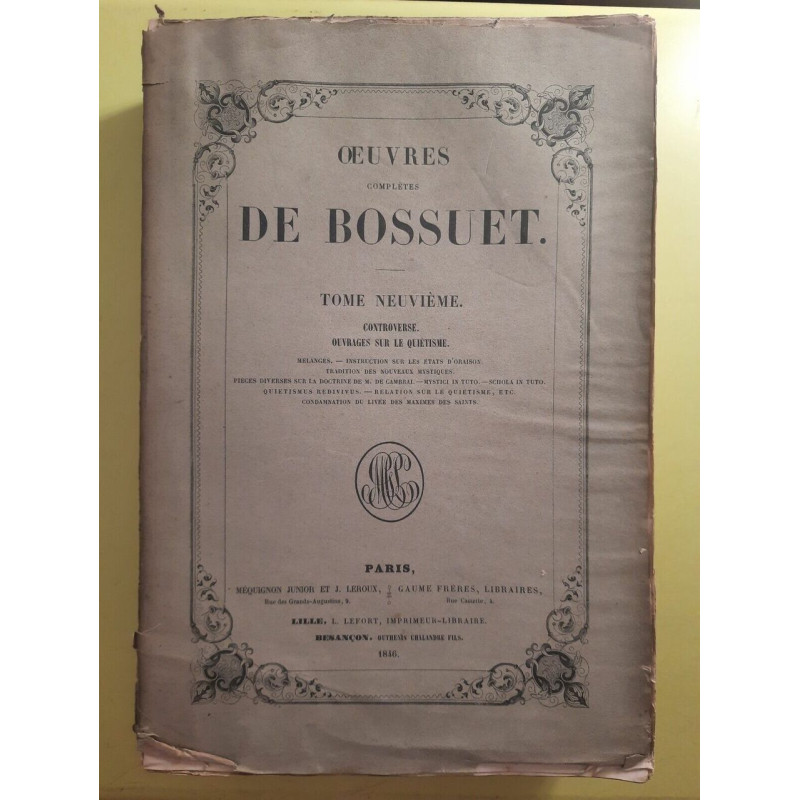 ŒUVRES
COMPLÈTES
DE BOSSUET.
TOME NEUVIÈME.
CONTROVERSE.
OUVRAGES SUR LE QUIÉTISME.
MÉLANGES. — INSTRUCTION SUR LES ÉTATS D'ORAISON.
TRADITION DES NOUVEAUX MYSTIQUES.
PIÈCES DIVERSES SUR LA DOCTRINE DE M. DE CAMBRAI. — MYSTICI IN TUTO. — SCHOLA IN TUTO.
QUIETISMUS REDIVIVUS. — RELATION SUR LE QUIÉTISME, ETC.
CONDAMNATION DU LIVRE DES MAXIMES DES SAINTS.
PARIS,
MÉQUIGNON JUNIOR ET J. LEROUX, GAUME FRÈRES, LIBRAIRES,
Rue des Grands-Augustins, 9. Rue Cassette, 4.
LILLE. L. LEFORT, IMPRIMEUR-LIBRAIRE.
BESANÇON. OUTHENIN CHALANDRE FILS.
1846.